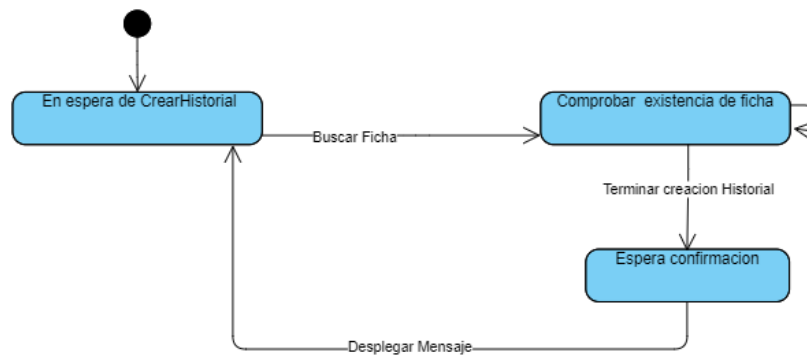 En espera de CrearHistorial
Comprobar existencia de ficha
Buscar Ficha
Terminar creacion Historial
Espera confirmacion
Desplegar Mensaje